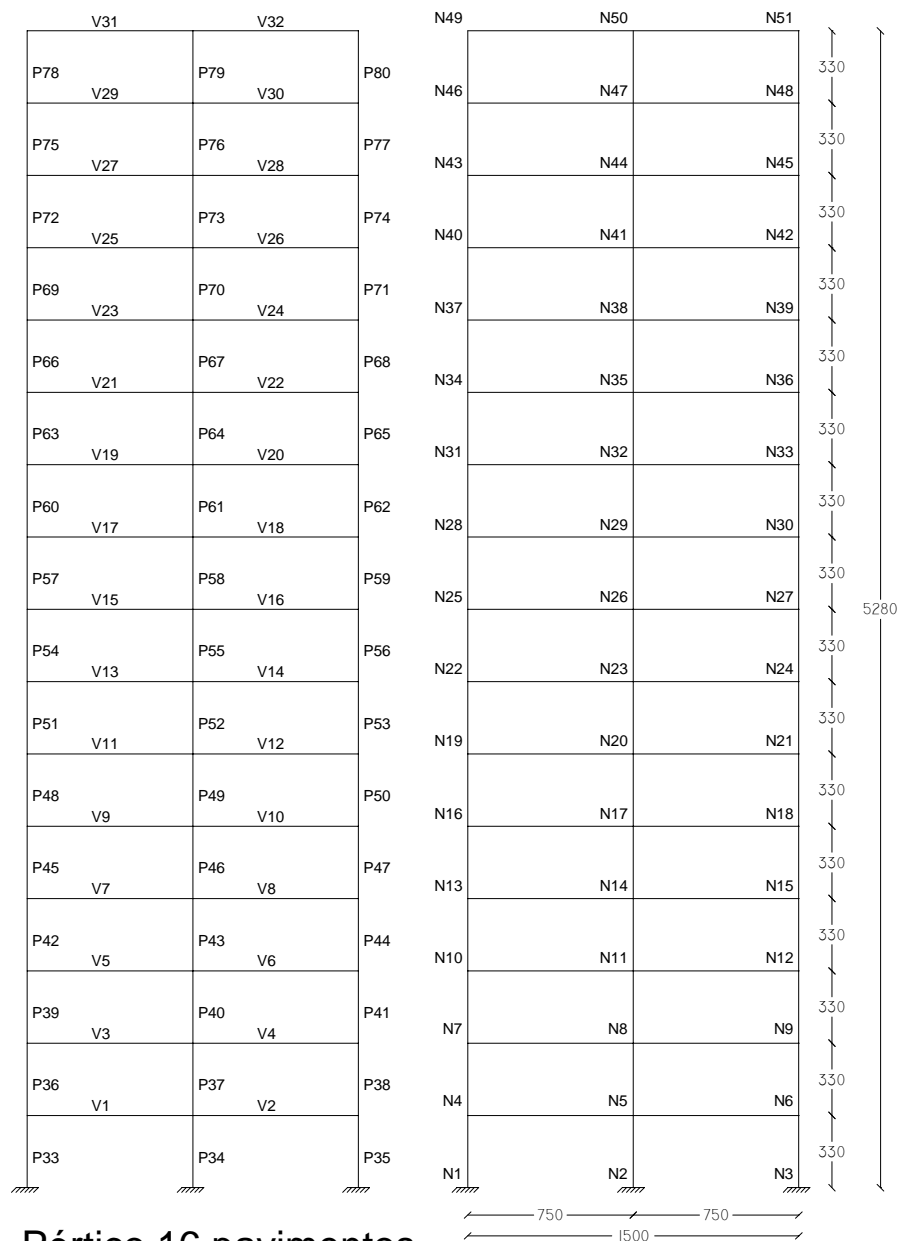 V31 V32 N49 N50 N51
P78 P79 P80 330
V29 V30 N46 N47 N48
P75 P76 P77 330
V27 V28 N43 N44 N45
P72 P73 P74 330
V25 V26 N40 N41 N42
P69 P70 P71 330
V23 V24 N37 N38 N39
P66 P67 P68 330
V21 V22 N34 N35 N36
P63 P64 P65 330
V19 V20 N31 N32 N33
P60 P61 P62 330
V17 V18 N28 N29 N30
P57 P58 P59 330
V15 V16 N25 N26 N27 5280
P54 P55 P56 330
V13 V14 N22 N23 N24
P51 P52 P53 330
V11 V12 N19 N20 N21
P48 P49 P50 330
V9 V10 N16 N17 N18
P45 P46 P47 330
V7 V8 N13 N14 N15
P42 P43 P44 330
V5 V6 N10 N11 N12
P39 P40 P41 330
V3 V4 N7 N8 N9
P36 P37 P38 330
V1 V2 N4 N5 N6
P33 P34 P35 330
N1 N2 N3
750 750
1500
Pórtico 16 pavimentos